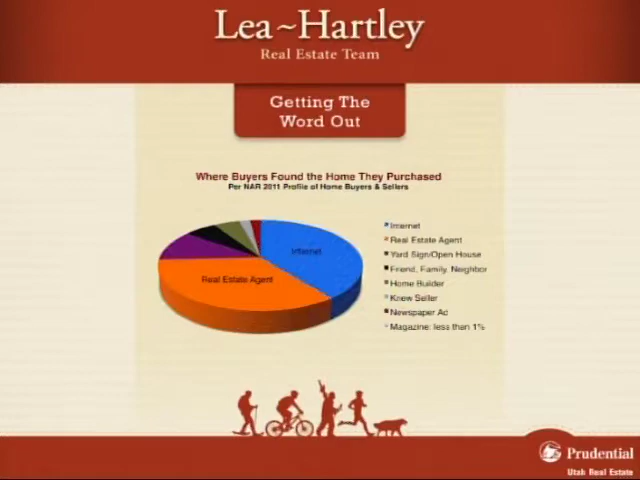 Lea~Hartley
Real Estate Team
Getting The
Word Out
Where Buyers Found the Home They Purchased
Per NAR 2011 Profile of Home Buyers & Sellers
Internet
Real Estate Agent
Internet
Real Estate Agent
Yard Sign/Open House
Friend, Family, Neighbor
Home Builder
Knew Seller
Newspaper Ad
Magazine: less than 1%
Prudential
Utah Real Estate